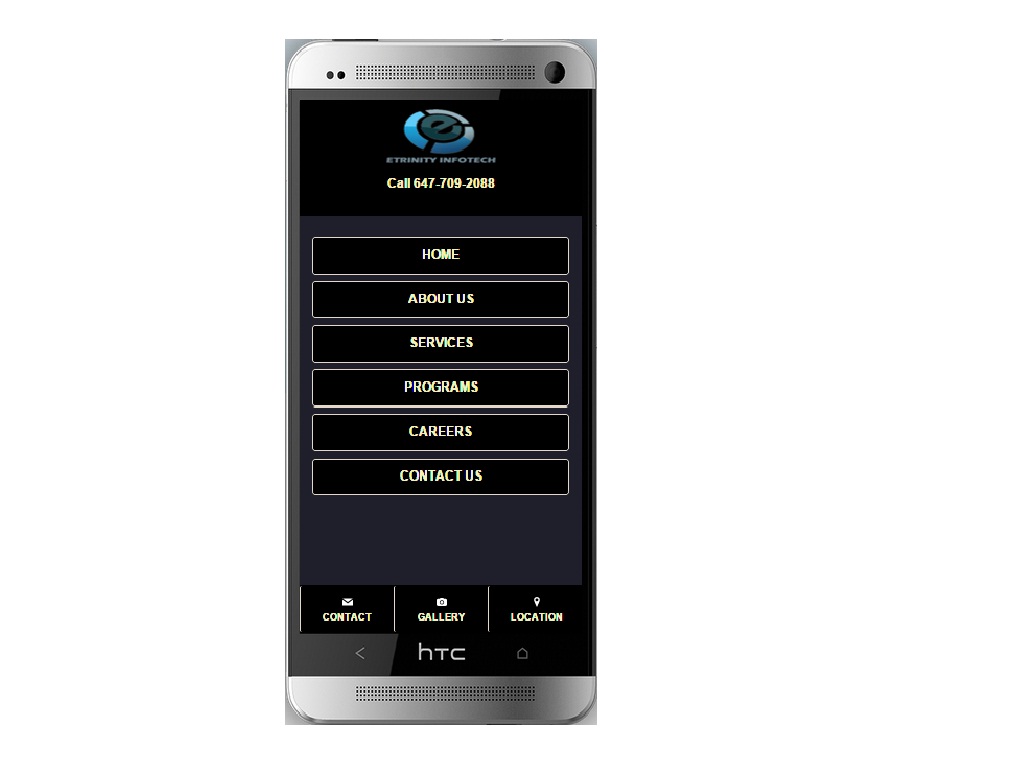 ETRINITY INFOTECH
Call 647-709-2088
HOME
ABOUT US
SERVICES
PROGRAMS
CAREERS
CONTACT US
CONTACT GALLERY LOCATION
hTC